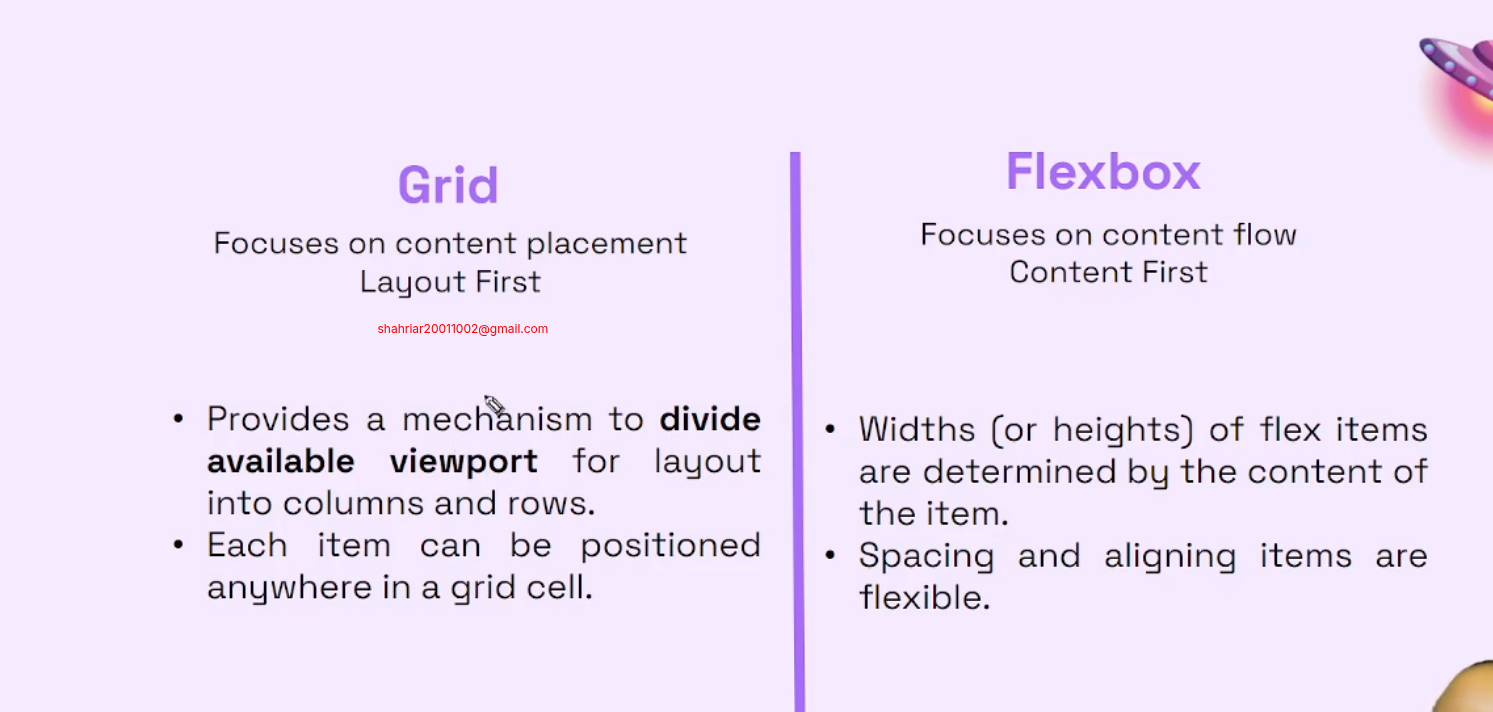 Grid
Focuses on content placement
Layout First
shahriar20011002@gmail.com
• Provides a mechanism to divide
available viewport for layout
into columns and rows.
• Each item can be positioned
anywhere in a grid cell.
Flexbox
Focuses on content flow
Content First
• Widths (or heights) of flex items
are determined by the content of
the item.
• Spacing and aligning items are
flexible.